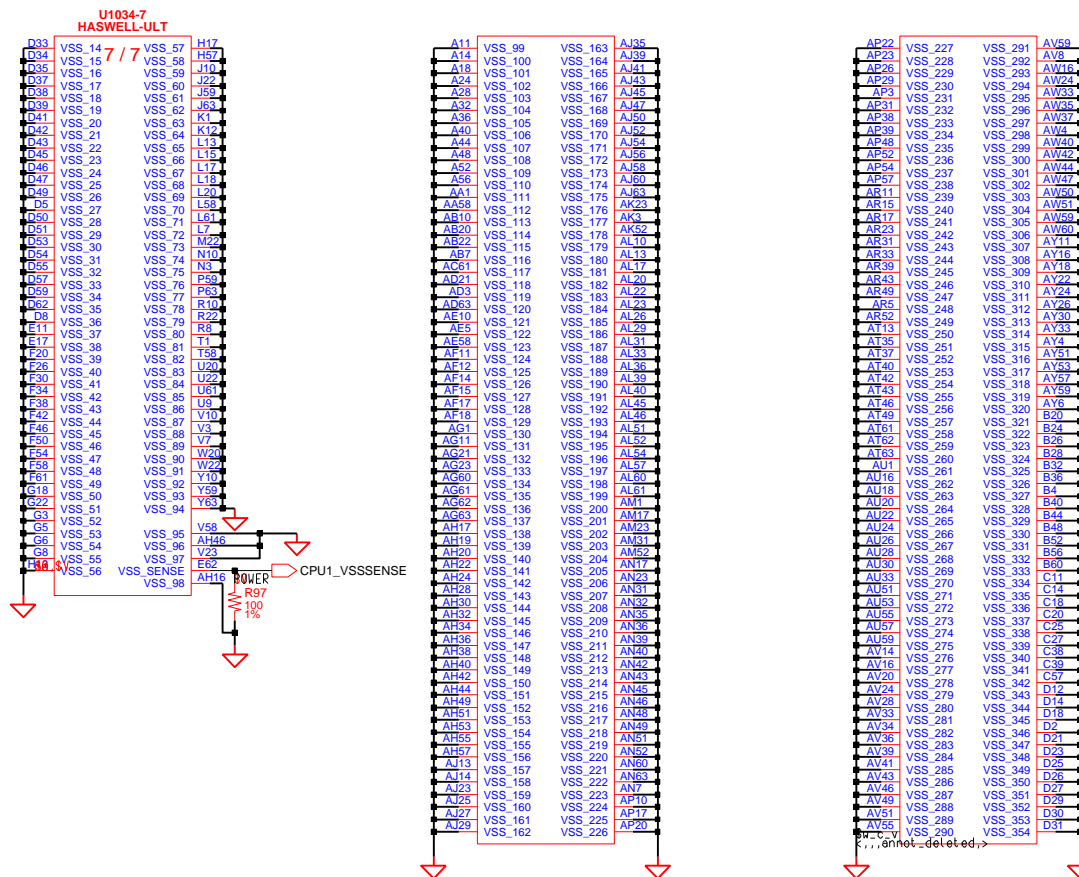 U1034-7
HASWELL-ULT
7 / 7
D33 VSS_14 VSS_57 H17
D34 VSS_15 VSS_58 H57
D35 VSS_16 VSS_59 J10
D37 VSS_17 VSS_60 J22
D38 VSS_18 VSS_61 J59
D39 VSS_19 VSS_62 J63
D41 VSS_20 VSS_63 K1
D42 VSS_21 VSS_64 K12
D43 VSS_22 VSS_65 L13
D45 VSS_23 VSS_66 L15
D46 VSS_24 VSS_67 L17
D47 VSS_25 VSS_68 L18
D49 VSS_26 VSS_69 L20
D5 VSS_27 VSS_70 L58
D50 VSS_28 VSS_71 L61
D51 VSS_29 VSS_72 L7
D53 VSS_30 VSS_73 M22
D54 VSS_31 VSS_74 N10
D55 VSS_32 VSS_75 N3
D57 VSS_33 VSS_76 P59
D59 VSS_34 VSS_77 P63
D62 VSS_35 VSS_78 R10
D8 VSS_36 VSS_79 R22
E11 VSS_37 VSS_80 R8
E17 VSS_38 VSS_81 T1
F20 VSS_39 VSS_82 T58
F26 VSS_40 VSS_83 U20
F30 VSS_41 VSS_84 U22
F34 VSS_42 VSS_85 U61
F38 VSS_43 VSS_86 U9
F42 VSS_44 VSS_87 V10
F46 VSS_45 VSS_88 V3
F50 VSS_46 VSS_89 V7
F54 VSS_47 VSS_90 W20
F58 VSS_48 VSS_91 W22
F61 VSS_49 VSS_92 Y10
G18 VSS_50 VSS_93 Y59
G22 VSS_51 VSS_94 Y63
G3 VSS_52
G5 VSS_53 VSS_95 V58
G6 VSS_54 VSS_96 AH46
G8 VSS_55 VSS_97 V23
VSS_56 VSS_SENSE E62 CPU1_VSSSENSE
VSS_98 AH16
POWER
R97
100
1%
A11 VSS_99 VSS_163 AJ35
A14 VSS_100 VSS_164 AJ39
A18 VSS_101 VSS_165 AJ41
A24 VSS_102 VSS_166 AJ43
A28 VSS_103 VSS_167 AJ45
A32 VSS_104 VSS_168 AJ47
A36 VSS_105 VSS_169 AJ50
A40 VSS_106 VSS_170 AJ52
A44 VSS_107 VSS_171 AJ54
A48 VSS_108 VSS_172 AJ56
A52 VSS_109 VSS_173 AJ58
A56 VSS_110 VSS_174 AJ60
AA1 VSS_111 VSS_175 AJ63
AA58 VSS_112 VSS_176 AK23
AB10 VSS_113 VSS_177 AK3
AB20 VSS_114 VSS_178 AK52
AB22 VSS_115 VSS_179 AL10
AB7 VSS_116 VSS_180 AL13
AC61 VSS_117 VSS_181 AL17
AD21 VSS_118 VSS_182 AL20
AD3 VSS_119 VSS_183 AL22
AD63 VSS_120 VSS_184 AL23
AE10 VSS_121 VSS_185 AL26
AE5 VSS_122 VSS_186 AL29
AE58 VSS_123 VSS_187 AL31
AF11 VSS_124 VSS_188 AL33
AF12 VSS_125 VSS_189 AL36
AF14 VSS_126 VSS_190 AL39
AF15 VSS_127 VSS_191 AL40
AF17 VSS_128 VSS_192 AL45
AF18 VSS_129 VSS_193 AL46
AG1 VSS_130 VSS_194 AL51
AG11 VSS_131 VSS_195 AL52
AG21 VSS_132 VSS_196 AL54
AG23 VSS_133 VSS_197 AL57
AG60 VSS_134 VSS_198 AL60
AG61 VSS_135 VSS_199 AL61
AG62 VSS_136 VSS_200 AM1
AG63 VSS_137 VSS_201 AM17
AH17 VSS_138 VSS_202 AM23
AH19 VSS_139 VSS_203 AM31
AH20 VSS_140 VSS_204 AM52
AH22 VSS_141 VSS_205 AN17
AH24 VSS_142 VSS_206 AN23
AH28 VSS_143 VSS_207 AN31
AH30 VSS_144 VSS_208 AN32
AH32 VSS_145 VSS_209 AN35
AH34 VSS_146 VSS_210 AN36
AH36 VSS_147 VSS_211 AN39
AH38 VSS_148 VSS_212 AN40
AH40 VSS_149 VSS_213 AN42
AH42 VSS_150 VSS_214 AN43
AH44 VSS_151 VSS_215 AN45
AH49 VSS_152 VSS_216 AN46
AH51 VSS_153 VSS_217 AN48
AH53 VSS_154 VSS_218 AN49
AH55 VSS_155 VSS_219 AN51
AH57 VSS_156 VSS_220 AN52
AJ13 VSS_157 VSS_221 AN60
AJ14 VSS_158 VSS_222 AN63
AJ23 VSS_159 VSS_223 AN7
AJ25 VSS_160 VSS_224 AP10
AJ27 VSS_161 VSS_225 AP17
AJ29 VSS_162 VSS_226 AP20
AP22 VSS_227 VSS_291 AV59
AP23 VSS_228 VSS_292 AV8
AP26 VSS_229 VSS_293 AW16
AP29 VSS_230 VSS_294 AW24
AP3 VSS_231 VSS_295 AW33
AP31 VSS_232 VSS_296 AW35
AP38 VSS_233 VSS_297 AW37
AP39 VSS_234 VSS_298 AW4
AP48 VSS_235 VSS_299 AW40
AP52 VSS_236 VSS_300 AW42
AP54 VSS_237 VSS_301 AW44
AP57 VSS_238 VSS_302 AW47
AR11 VSS_239 VSS_303 AW50
AR15 VSS_240 VSS_304 AW51
AR17 VSS_241 VSS_305 AW59
AR23 VSS_242 VSS_306 AW60
AR31 VSS_243 VSS_307 AY11
AR33 VSS_244 VSS_308 AY16
AR39 VSS_245 VSS_309 AY18
AR43 VSS_246 VSS_310 AY22
AR49 VSS_247 VSS_311 AY24
AR5 VSS_248 VSS_312 AY26
AR52 VSS_249 VSS_313 AY30
AT13 VSS_250 VSS_314 AY33
AT35 VSS_251 VSS_315 AY4
AT37 VSS_252 VSS_316 AY51
AT40 VSS_253 VSS_317 AY53
AT42 VSS_254 VSS_318 AY57
AT43 VSS_255 VSS_319 AY59
AT46 VSS_256 VSS_320 AY6
AT49 VSS_257 VSS_321 B20
AT61 VSS_258 VSS_322 B24
AT62 VSS_259 VSS_323 B26
AT63 VSS_260 VSS_324 B28
AU1 VSS_261 VSS_325 B32
AU16 VSS_262 VSS_326 B36
AU18 VSS_263 VSS_327 B4
AU20 VSS_264 VSS_328 B40
AU22 VSS_265 VSS_329 B44
AU24 VSS_266 VSS_330 B48
AU26 VSS_267 VSS_331 B52
AU28 VSS_268 VSS_332 B56
AU30 VSS_269 VSS_333 B60
AU33 VSS_270 VSS_334 C11
AU51 VSS_271 VSS_335 C14
AU53 VSS_272 VSS_336 C18
AU55 VSS_273 VSS_337 C20
AU57 VSS_274 VSS_338 C25
AU59 VSS_275 VSS_339 C27
AV14 VSS_276 VSS_340 C38
AV16 VSS_277 VSS_341 C39
AV20 VSS_278 VSS_342 C57
AV24 VSS_279 VSS_343 D12
AV28 VSS_280 VSS_344 D14
AV33 VSS_281 VSS_345 D18
AV34 VSS_282 VSS_346 D2
AV36 VSS_283 VSS_347 D21
AV39 VSS_284 VSS_348 D23
AV41 VSS_285 VSS_349 D25
AV43 VSS_286 VSS_350 D26
AV46 VSS_287 VSS_351 D27
AV49 VSS_288 VSS_352 D29
AV51 VSS_289 VSS_353 D30
AV55 VSS_290 VSS_354 D31
<,,,annot_deleted,>